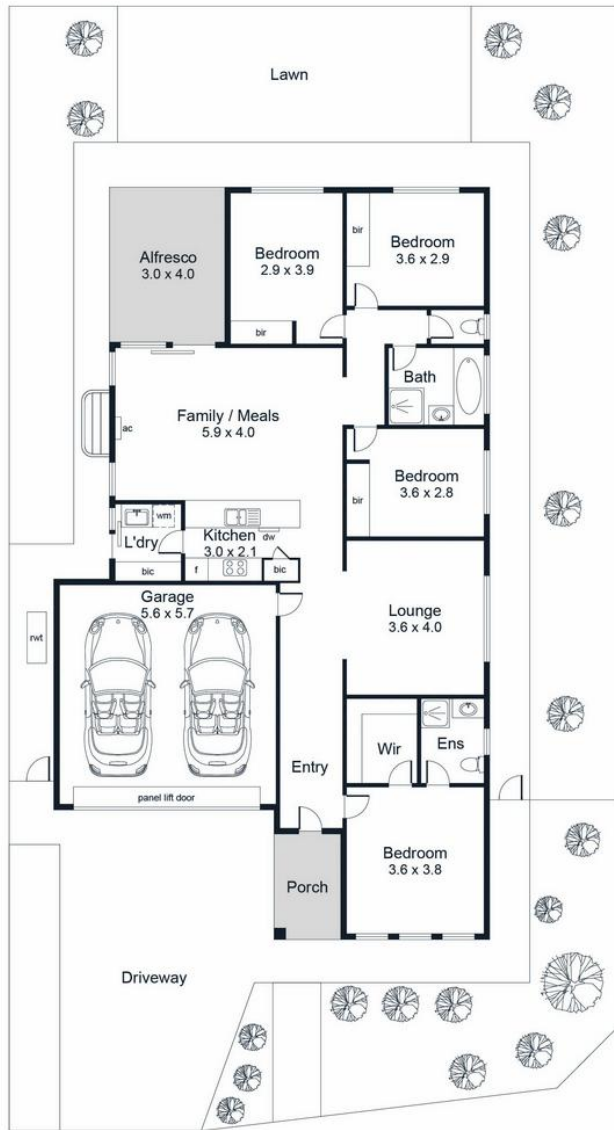 Lawn
Alfresco
3.0 x 4.0
Bedroom
2.9 x 3.9
bir
bir
Bedroom
3.6 x 2.9
Bath
Family / Meals
5.9 x 4.0
ac
bir
Bedroom
3.6 x 2.8
wm
L'dry
bic
Kitchen
3.0 x 2.1
dw
f
bic
Garage
5.6 x 5.7
rwt
Lounge
3.6 x 4.0
Wir
Ens
Entry
panel lift door
Bedroom
3.6 x 3.8
Porch
Driveway